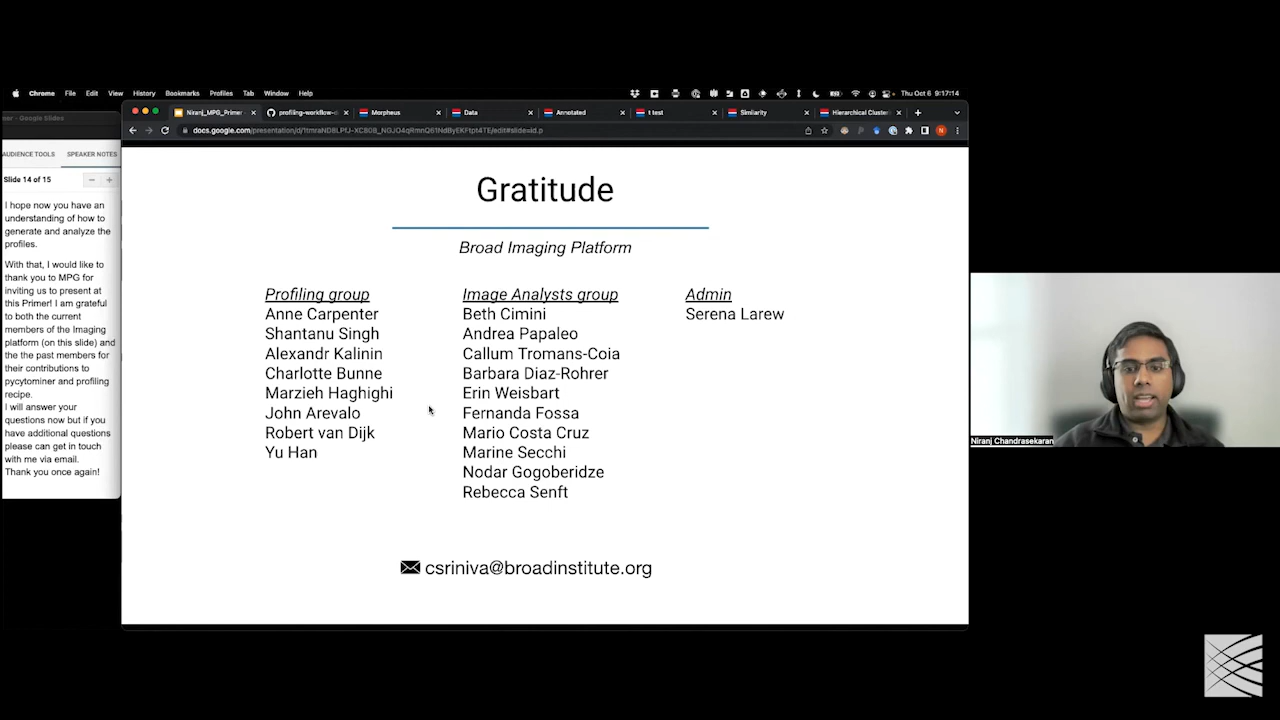 Chrome File Edit View History Bookmarks Profiles Tab Window Help
Thu Oct 6 9:17:14
Google Slides
Niranj_MPG_Primer
profiling-workflow-
Morpheus
Data
Annotated
t test
Similarity
Hierarchical Cluster
AUDIENCE TOOLS SPEAKER NOTES
Slide 14 of 15
I hope now you have an
understanding of how to
generate and analyze the
profiles.
With that, I would like to
thank you to MPG for
inviting us to present at
this Primer! I am grateful
to both the current
members of the Imaging
platform (on this slide) and
the the past members for
their contributions to
pycytominer and profiling
recipe.
I will answer your
questions now but if you
have additional questions
please can get in touch
with me via email.
Thank you once again!
Gratitude
Broad Imaging Platform
Profiling group
Anne Carpenter
Shantanu Singh
Alexandr Kalinin
Charlotte Bunne
Marzieh Haghighi
John Arevalo
Robert van Dijk
Yu Han
Image Analysts group
Beth Cimini
Andrea Papaleo
Callum Tromans-Coia
Barbara Diaz-Rohrer
Erin Weisbart
Fernanda Fossa
Mario Costa Cruz
Marine Secchi
Nodar Gogoberidze
Rebecca Senft
Admin
Serena Larew
csriniva@broadinstitute.org
Niranj Chandrasekaran